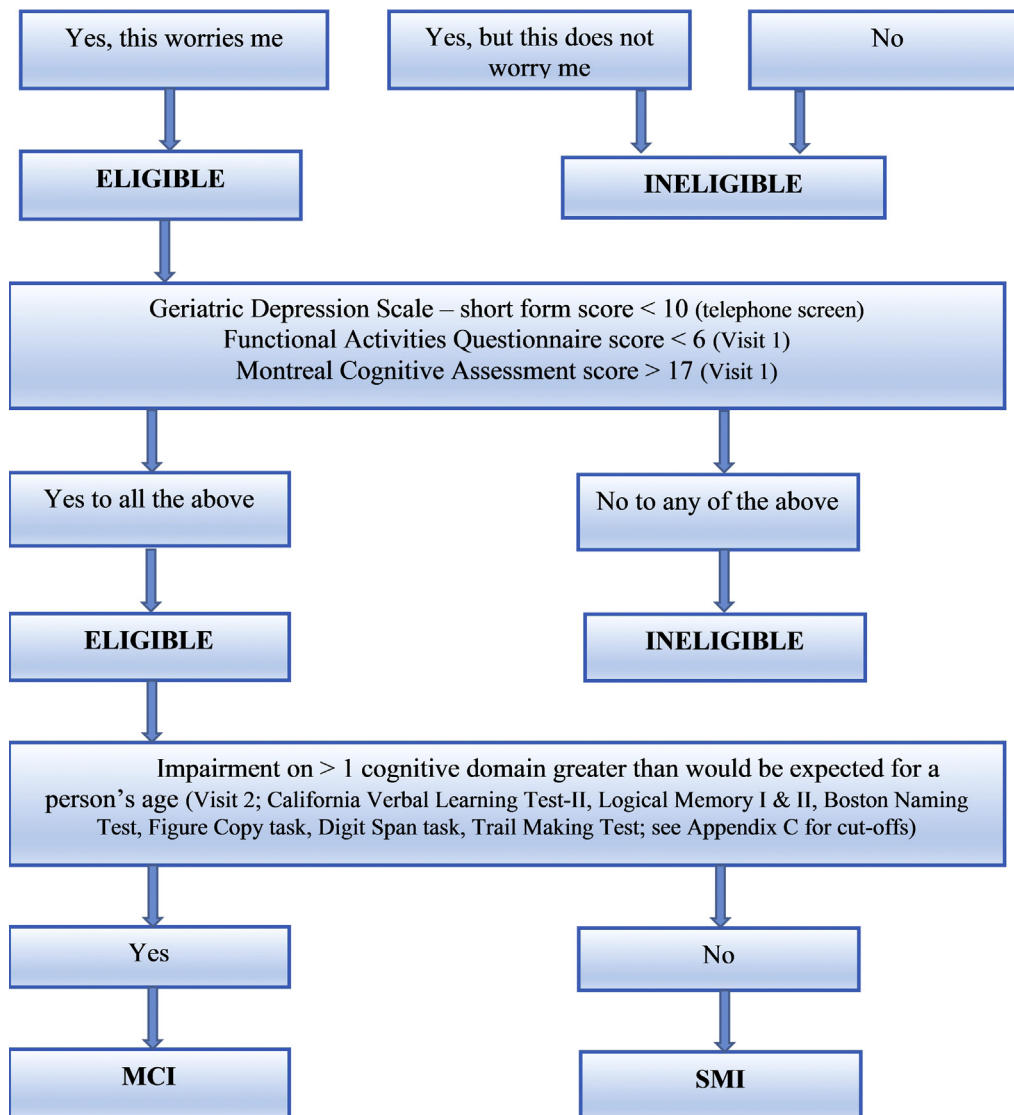 Yes, this worries me
Yes, but this does not
worry me
No
ELIGIBLE
INELIGIBLE
Geriatric Depression Scale – short form score < 10 (telephone screen)
Functional Activities Questionnaire score < 6 (Visit 1)
Montreal Cognitive Assessment score > 17 (Visit 1)
Yes to all the above
No to any of the above
ELIGIBLE
INELIGIBLE
Impairment on > 1 cognitive domain greater than would be expected for a
person’s age (Visit 2; California Verbal Learning Test-II, Logical Memory I & II, Boston Naming
Test, Figure Copy task, Digit Span task, Trail Making Test; see Appendix C for cut-offs)
Yes
No
MCI
SMI